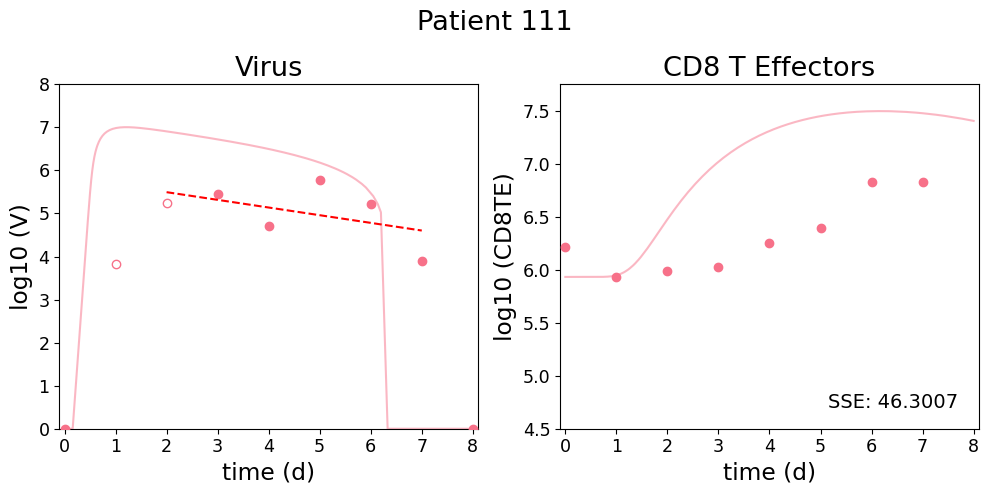 Patient 111
Virus
CD8 T Effectors
log10 (V)
8
7
6
5
4
3
2
1
0
0 1 2 3 4 5 6 7 8
time (d)
log10 (CD8TE)
7.5
7.0
6.5
6.0
5.5
5.0
4.5
SSE: 46.3007
0 1 2 3 4 5 6 7 8
time (d)